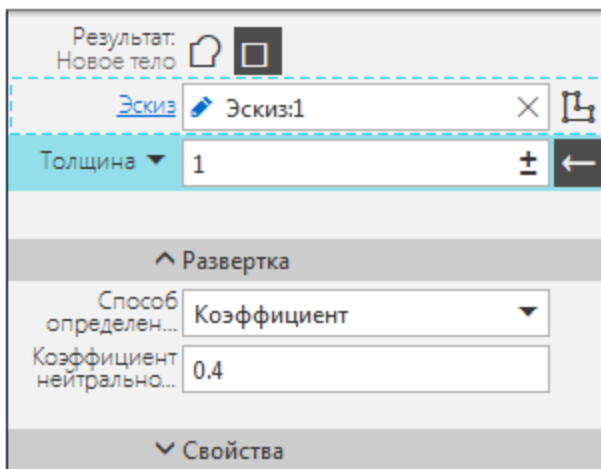 Результат:
Новое тело
Эскиз Эскиз:1
Толщина 1
Развертка
Способ
определен... Коэффициент
Коэффициент
нейтрально... 0.4
Свойства